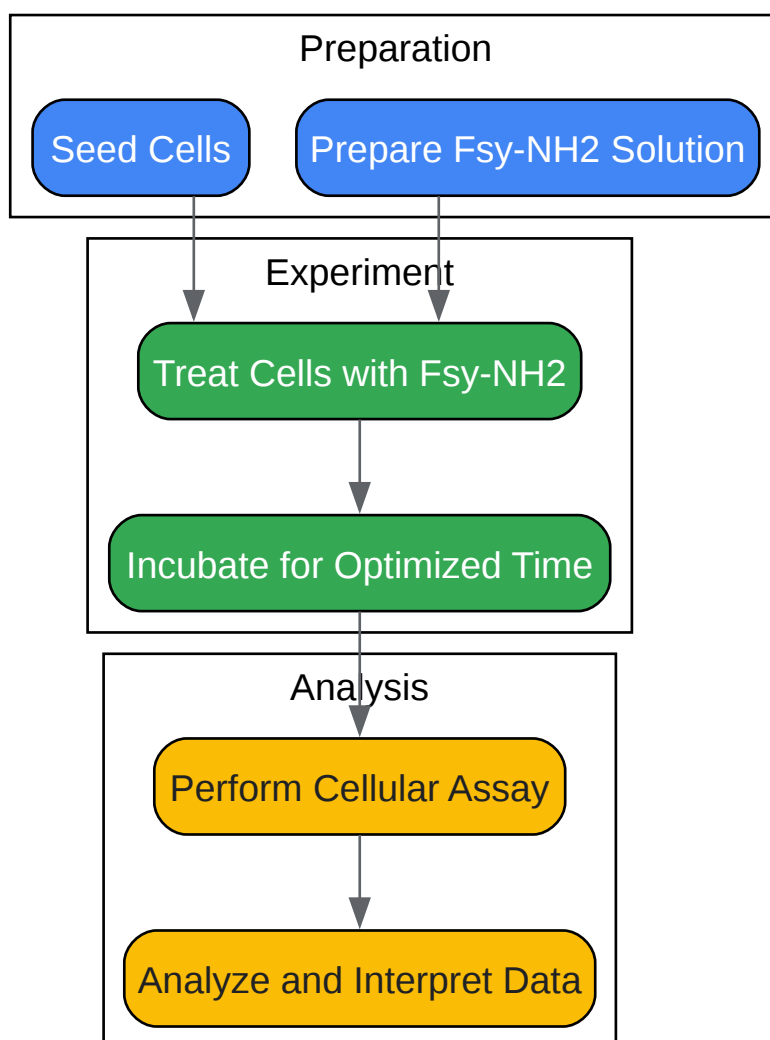 Preparation
Seed Cells
Prepare Fsy-NH2 Solution
Experiment
Treat Cells with Fsy-NH2
Incubate for Optimized Time
Analysis
Perform Cellular Assay
Analyze and Interpret Data